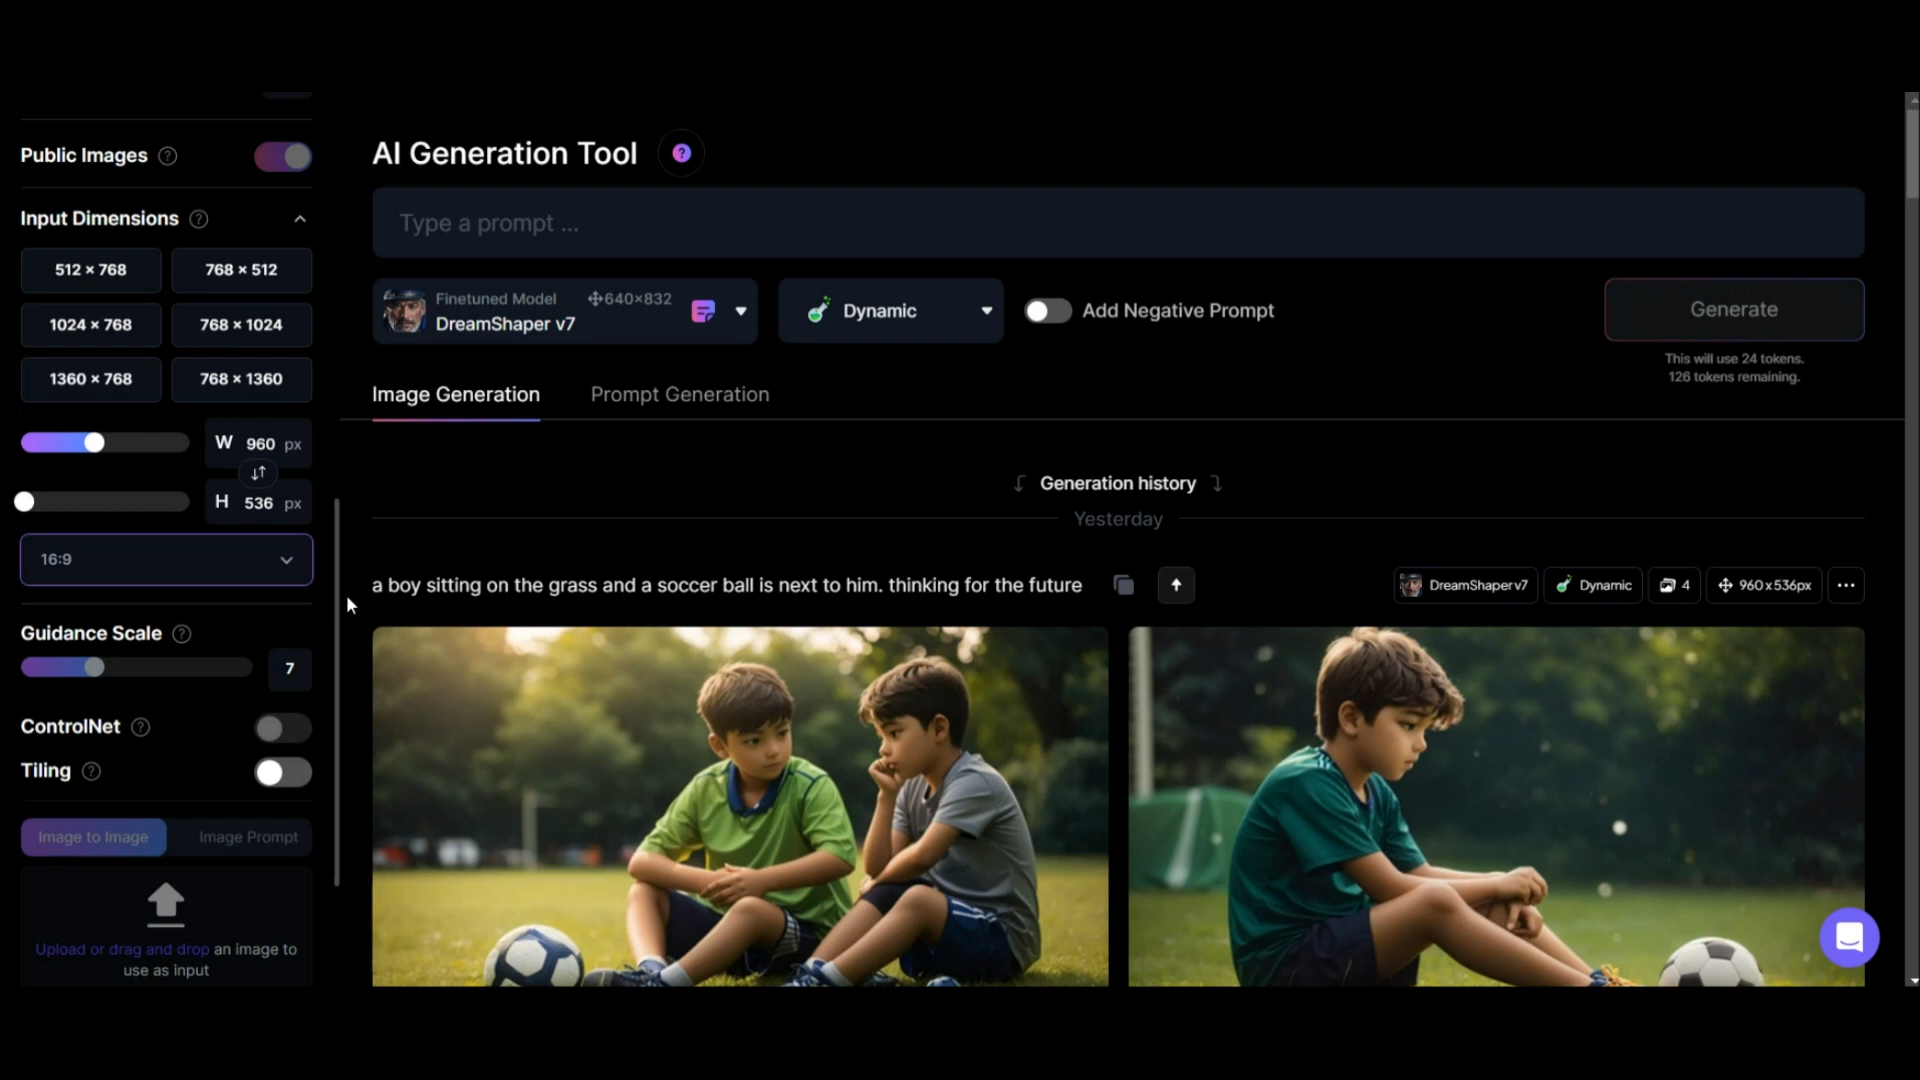 Public Images ?
Input Dimensions ?
512 × 768
768 × 512
1024 × 768
768 × 1024
1360 × 768
768 × 1360
W 960 px
H 536 px
16:9
Guidance Scale ?
7
ControlNet ?
Tiling ?
Image to Image
Image Prompt
Upload or drag and drop an image to
use as input
AI Generation Tool ?
Type a prompt ...
Finetuned Model 640×832
DreamShaper v7
Dynamic
Add Negative Prompt
Generate
This will use 24 tokens.
126 tokens remaining.
Image Generation
Prompt Generation
Generation history
Yesterday
a boy sitting on the grass and a soccer ball is next to him. thinking for the future
DreamShaper v7
Dynamic
4
960 x 536px